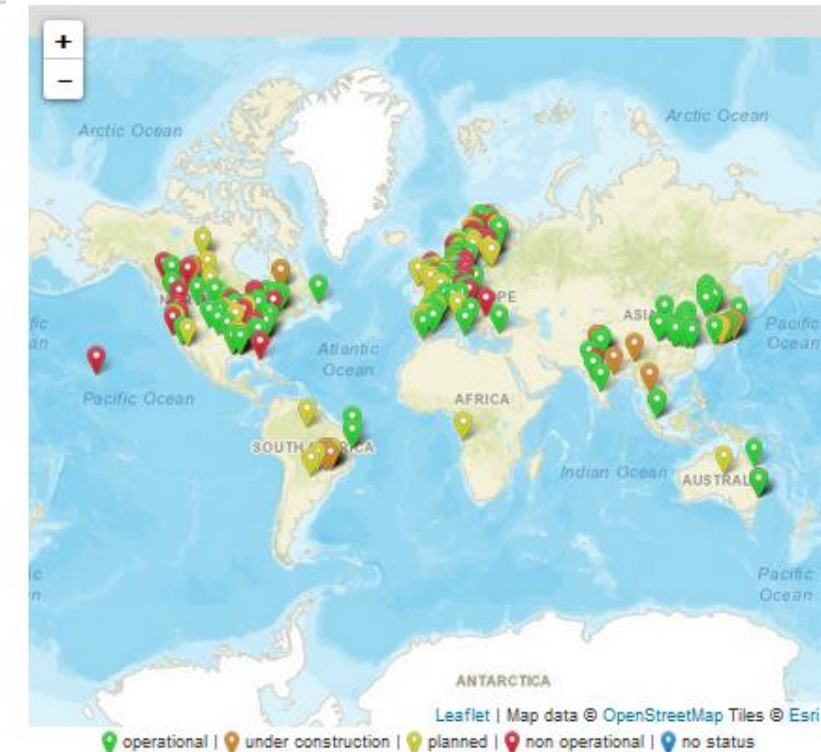 +
−
Arctic Ocean
Arctic Ocean
ASI
Atlantic
Ocean
Pacific
Ocean
Pacific Ocean
AFRICA
SOUTH
Indian Ocean
AUSTRAL
Pacific
Ocean
ANTARCTICA
Leaflet | Map data © OpenStreetMap Tiles © Esri
operational | under construction | planned | non operational | no status